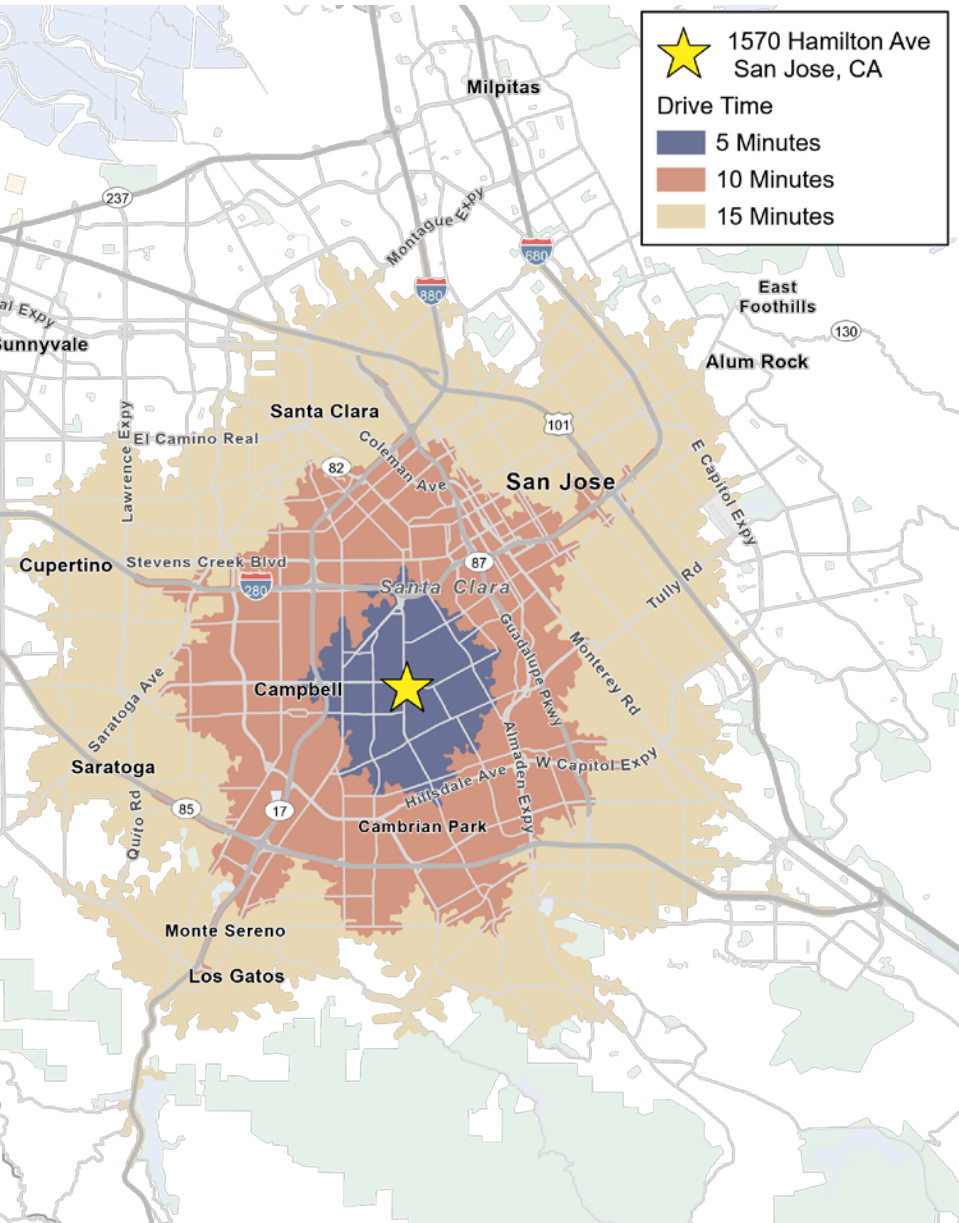 1570 Hamilton Ave
San Jose, CA
Drive Time
5 Minutes
10 Minutes
15 Minutes
Milpitas
237
Montague Expy
680
880
East
Foothills
130
al Expy
unnyvale
Alum Rock
Santa Clara
101
Lawrence Expy
El Camino Real
Coleman Ave
82
San Jose
E Capitol Expy
Cupertino
Stevens Creek Blvd
87
280
Santa Clara
Tully Rd
Guadalupe Pkwy
Monterey Rd
Campbell
Saratoga Ave
Almaden Expy
W Capitol Expy
Saratoga
Hillsdale Ave
Quito Rd
85
17
Cambrian Park
Monte Sereno
Los Gatos